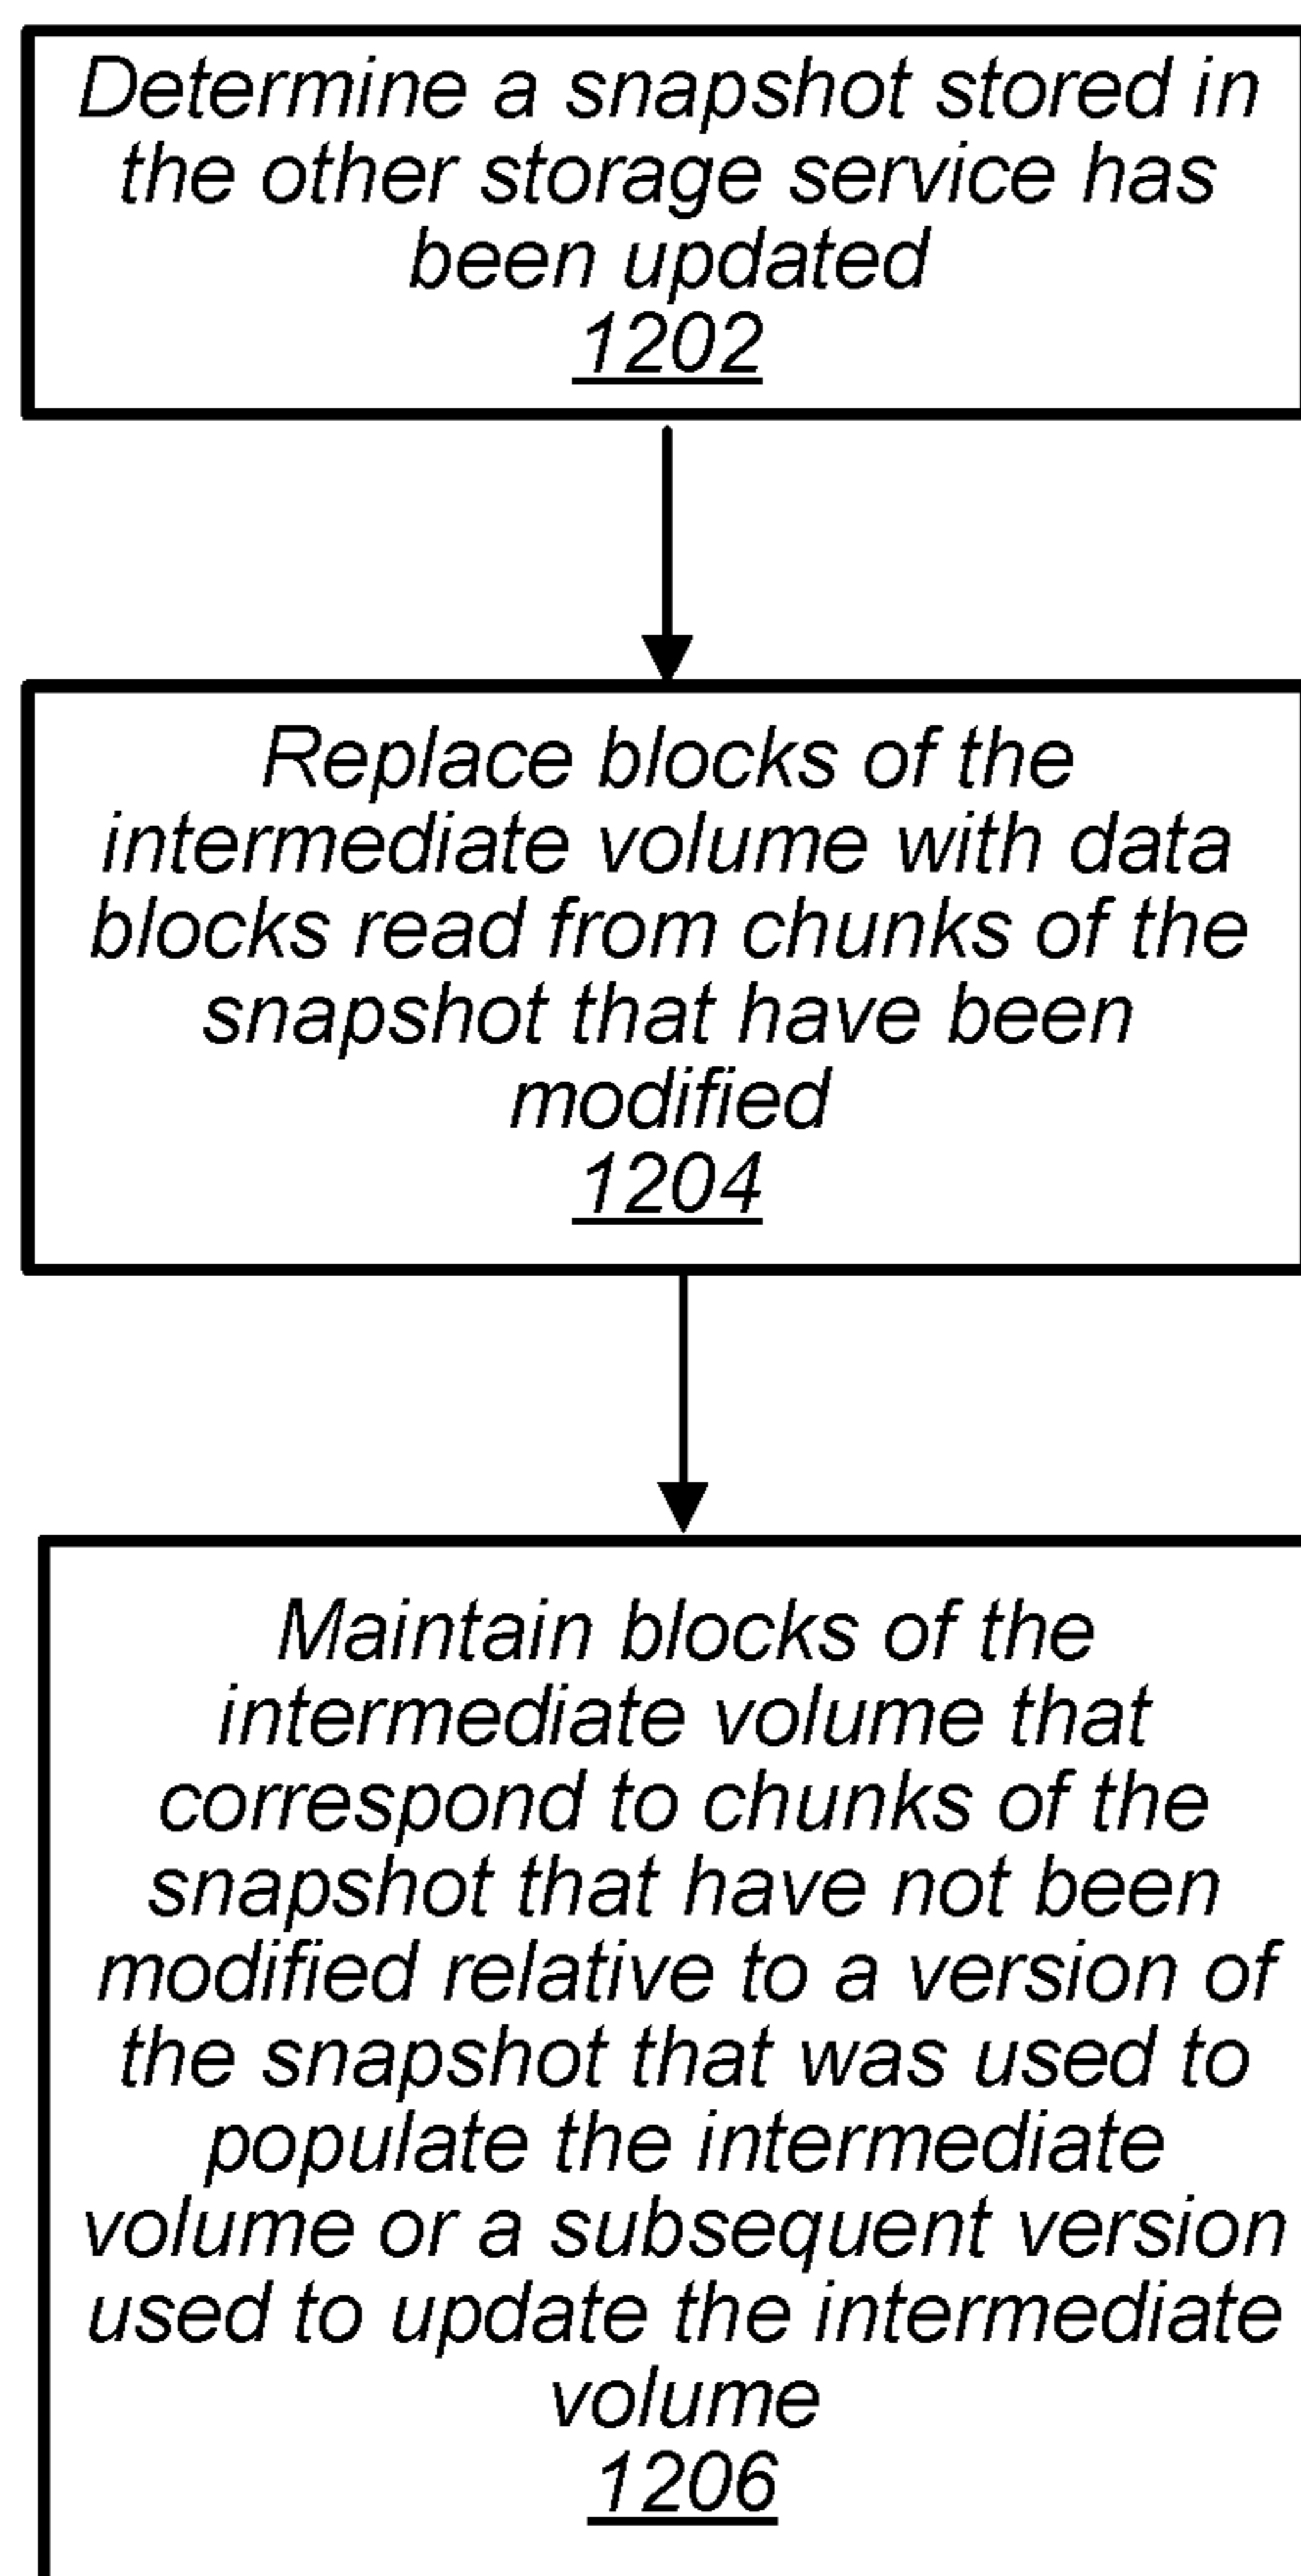 Determine a snapshot stored in
the other storage service has
been updated
1202
Replace blocks of the
intermediate volume with data
blocks read from chunks of the
snapshot that have been
modified
1204
Maintain blocks of the
intermediate volume that
correspond to chunks of the
snapshot that have not been
modified relative to a version of
the snapshot that was used to
populate the intermediate
volume or a subsequent version
used to update the intermediate
volume
1206